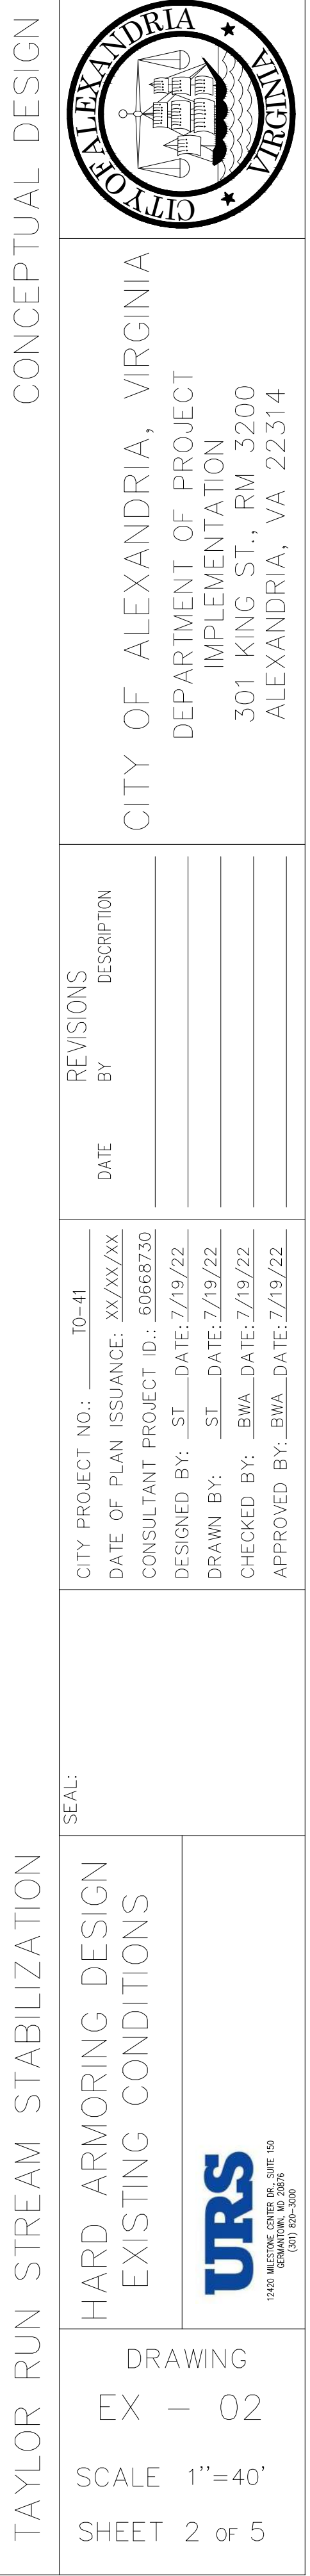 TAYLOR RUN STREAM STABILIZATION
CONCEPTUAL DESIGN
CITY OF ALEXANDRIA
VIRGINIA
CITY OF ALEXANDRIA, VIRGINIA
DEPARTMENT OF PROJECT
IMPLEMENTATION
301 KING ST., RM 3200
ALEXANDRIA, VA 22314
REVISIONS
DATE BY DESCRIPTION
CITY PROJECT NO.: TO-41
DATE OF PLAN ISSUANCE: XX/XX/XX
CONSULTANT PROJECT ID.: 60668730
DESIGNED BY: ST DATE: 7/19/22
DRAWN BY: ST DATE: 7/19/22
CHECKED BY: BWA DATE: 7/19/22
APPROVED BY: BWA DATE: 7/19/22
SEAL:
HARD ARMORING DESIGN
EXISTING CONDITIONS
URS
12420 MILESTONE CENTER DR., SUITE 150
GERMANTOWN, MD 20876
(301) 820-3000
DRAWING
EX - 02
SCALE 1"=40'
SHEET 2 OF 5